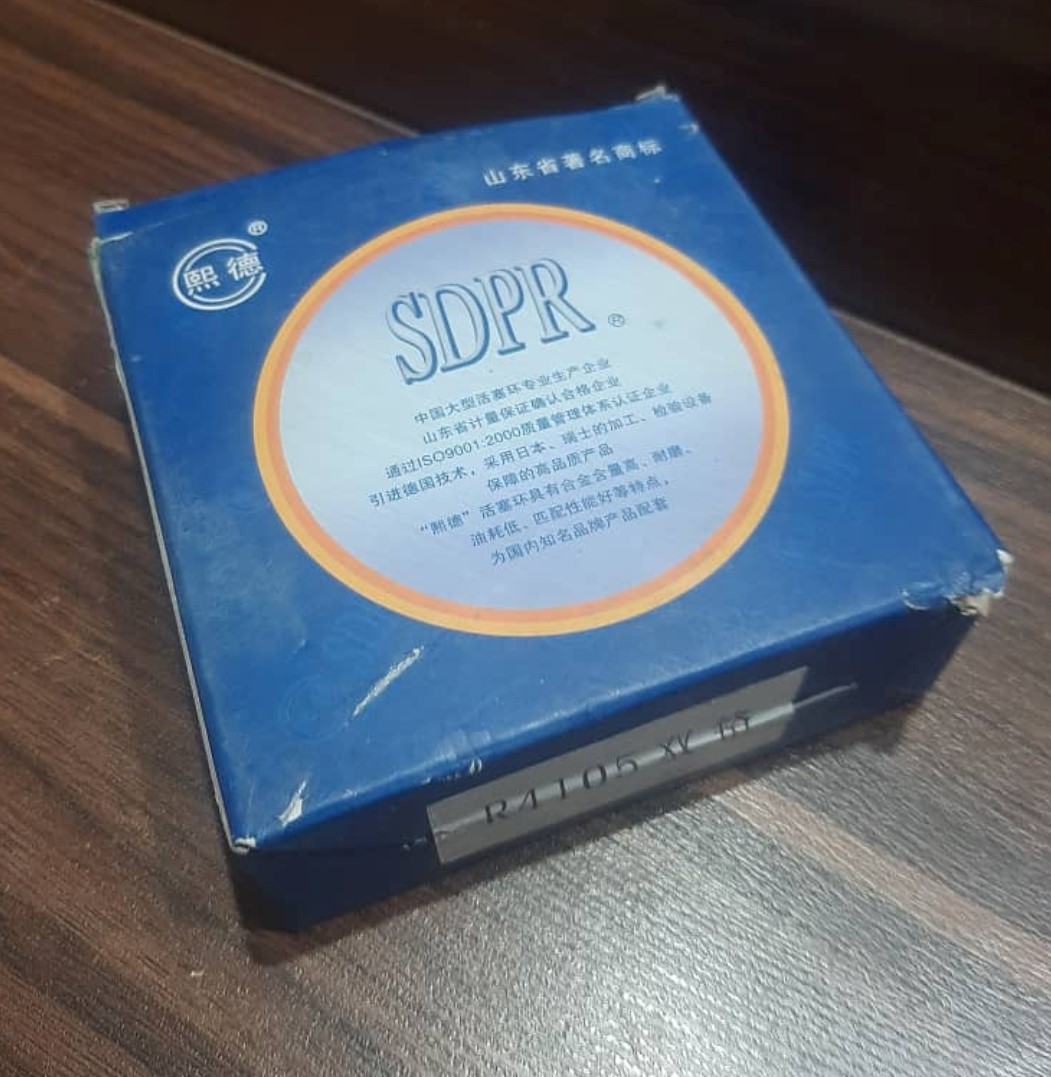 山东省著名商标
熙德®
SDPR®
中国大型活塞环专业生产企业
山东省计量保证确认合格企业
通过ISO9001:2000质量管理体系认证企业
引进德国技术，采用日本、瑞士的加工、检验设备
保障的高品质产品
“熙德”活塞环具有合金含量高、耐磨、
油耗低、匹配性能好等特点，
为国内知名品牌产品配套
R4105 双